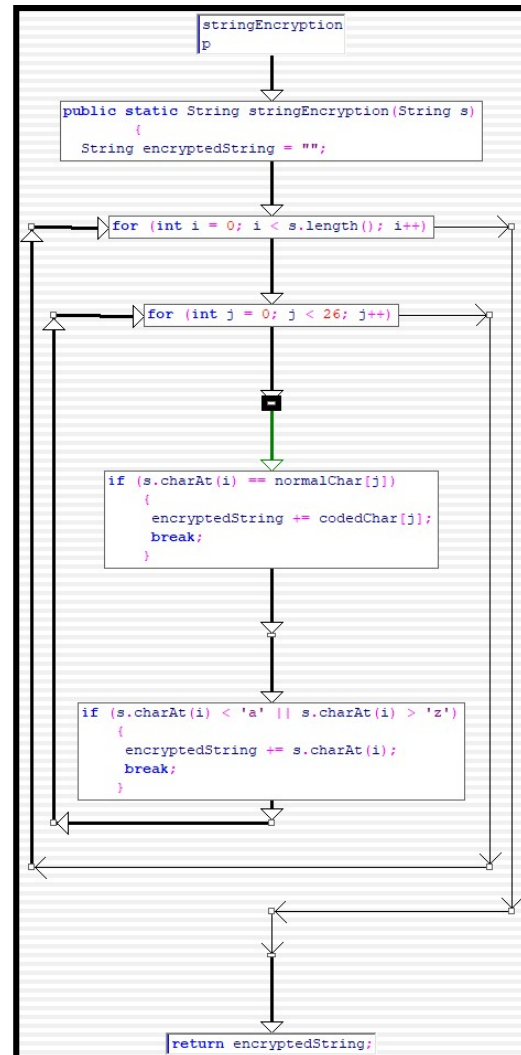 stringEncryption
p
public static String stringEncryption(String s)
{
String encryptedString = "";
for (int i = 0; i < s.length(); i++)
for (int j = 0; j < 26; j++)
if (s.charAt(i) == normalChar[j])
{
encryptedString += codedChar[j];
break;
}
if (s.charAt(i) < 'a' || s.charAt(i) > 'z')
{
encryptedString += s.charAt(i);
break;
}
return encryptedString;